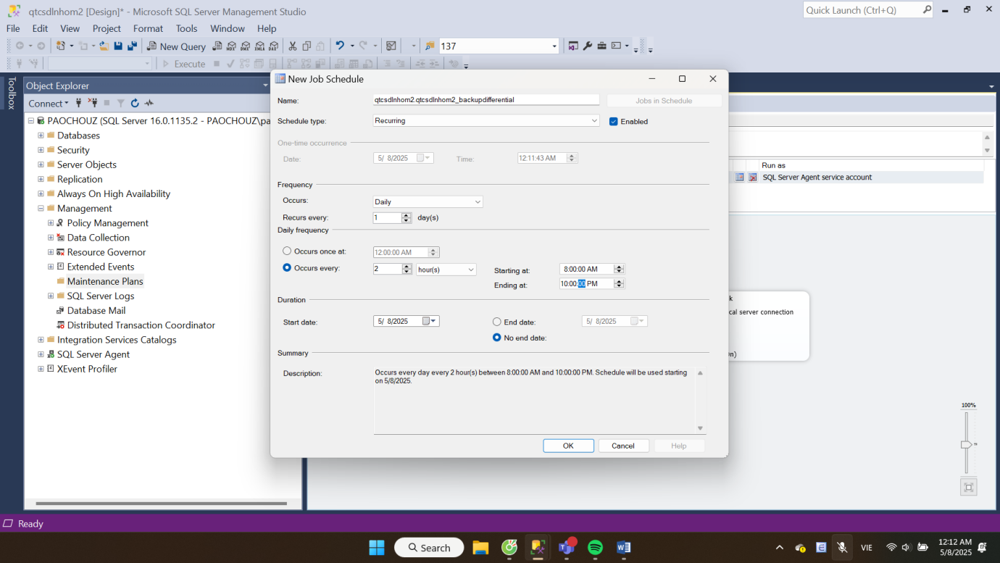 qtcsdlnhom2 [Design]* - Microsoft SQL Server Management Studio
Quick Launch (Ctrl+Q)
File Edit View Project Format Tools Window Help
New Query MDX DMX XMLA DAX 137
Execute
Toolbox
Object Explorer
Connect
PAOCHOUZ (SQL Server 16.0.1135.2 - PAOCHOUZ\pa
Databases
Security
Server Objects
Replication
Always On High Availability
Management
Policy Management
Data Collection
Resource Governor
Extended Events
Maintenance Plans
SQL Server Logs
Database Mail
Distributed Transaction Coordinator
Integration Services Catalogs
SQL Server Agent
XEvent Profiler
New Job Schedule
Name: qtcsdlnhom2.qtcsdlnhom2_backupdifferential Jobs in Schedule
Schedule type: Recurring Enabled
One-time occurrence
Date: 5/ 8/2025 Time: 12:11:43 AM
Frequency
Occurs: Daily
Recurs every: 1 day(s)
Daily frequency
Occurs once at: 12:00:00 AM
Occurs every: 2 hour(s) Starting at: 8:00:00 AM
Ending at: 10:00:00 PM
Duration
Start date: 5/ 8/2025 End date: 5/ 8/2025
No end date:
Summary
Description: Occurs every day every 2 hour(s) between 8:00:00 AM and 10:00:00 PM. Schedule will be used starting
on 5/8/2025.
OK Cancel Help
Run as
SQL Server Agent service account
k
cal server connection
on)
100%
Ready
Search
VIE
12:12 AM
5/8/2025